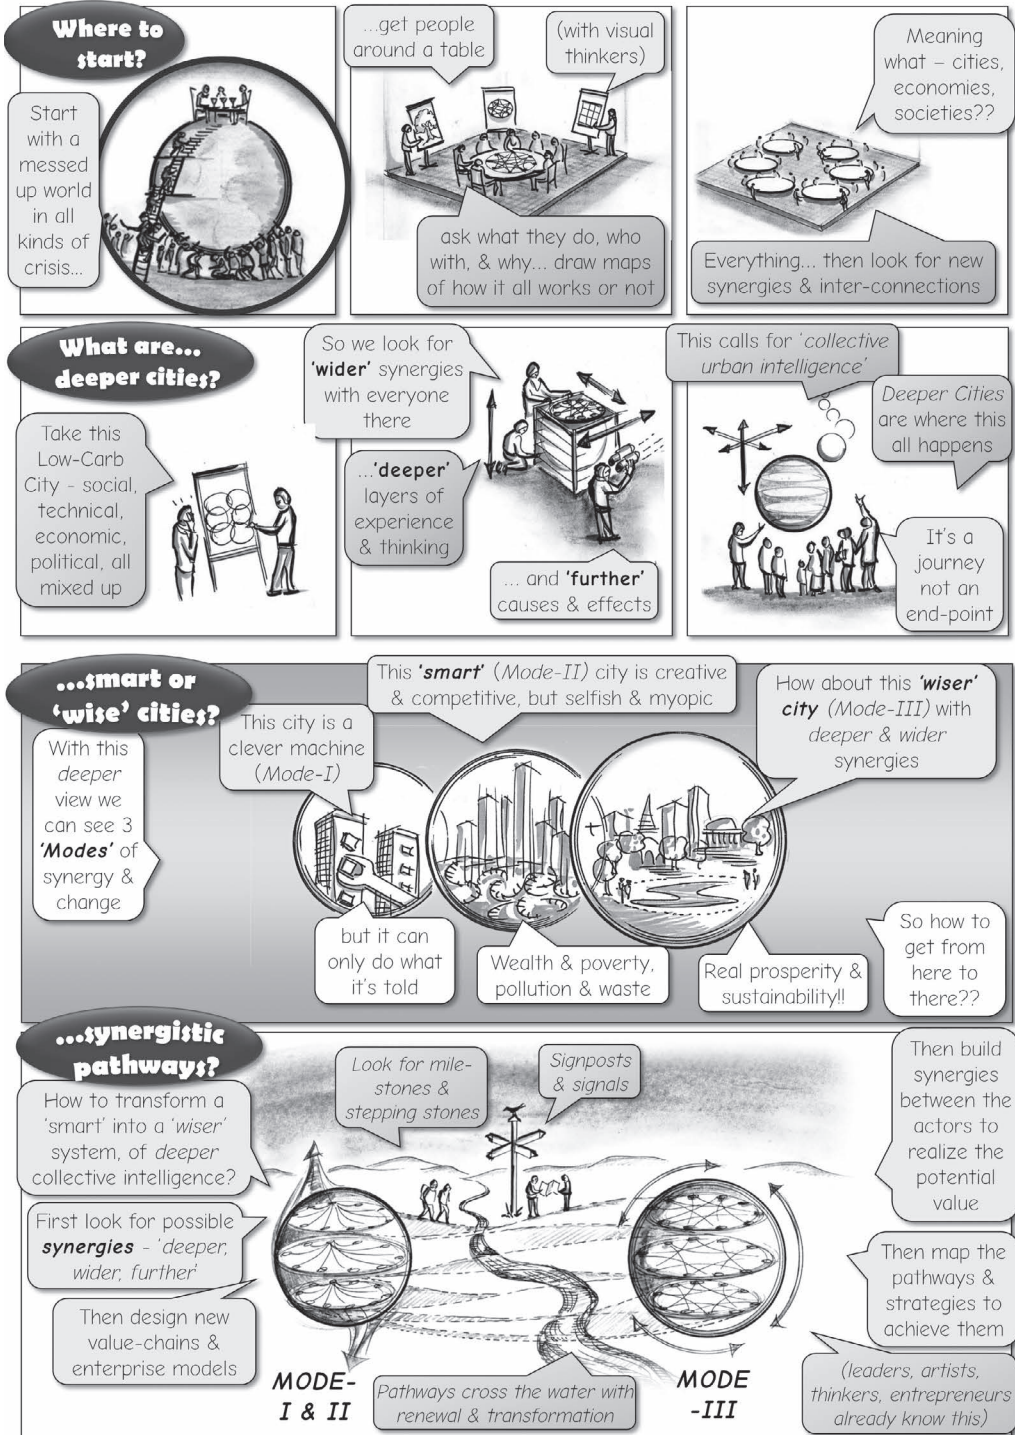 Where to
start?
Start
with a
messed
up world
in all
kinds of
crisis...
...get people
around a table
(with visual
thinkers)
ask what they do, who
with, & why... draw maps
of how it all works or not
Meaning
what – cities,
economies,
societies??
Everything... then look for new
synergies & inter-connections
What are...
deeper cities?
Take this
Low-Carb
City - social,
technical,
economic,
political, all
mixed up
So we look for
'wider' synergies
with everyone
there
...'deeper'
layers of
experience
& thinking
... and 'further'
causes & effects
This calls for 'collective
urban intelligence'
Deeper Cities
are where this
all happens
It's a
journey
not an
end-point
...smart or
'wise' cities?
With this
deeper
view we
can see 3
'Modes' of
synergy &
change
This city is a
clever machine
(Mode-I)
but it can
only do what
it's told
This 'smart' (Mode-II) city is creative
& competitive, but selfish & myopic
Wealth & poverty,
pollution & waste
How about this 'wiser'
city (Mode-III) with
deeper & wider
synergies
Real prosperity &
sustainability!!
So how to
get from
here to
there??
...synergistic
pathways?
How to transform a
'smart' into a 'wiser'
system, of deeper
collective intelligence?
First look for possible
synergies - 'deeper,
wider, further'
Then design new
value-chains &
enterprise models
MODE-
I & II
Look for mile-
stones &
stepping stones
Signposts
& signals
Pathways cross the water with
renewal & transformation
MODE
-III
Then build
synergies
between the
actors to
realize the
potential
value
Then map the
pathways &
strategies to
achieve them
(leaders, artists,
thinkers, entrepreneurs
already know this)